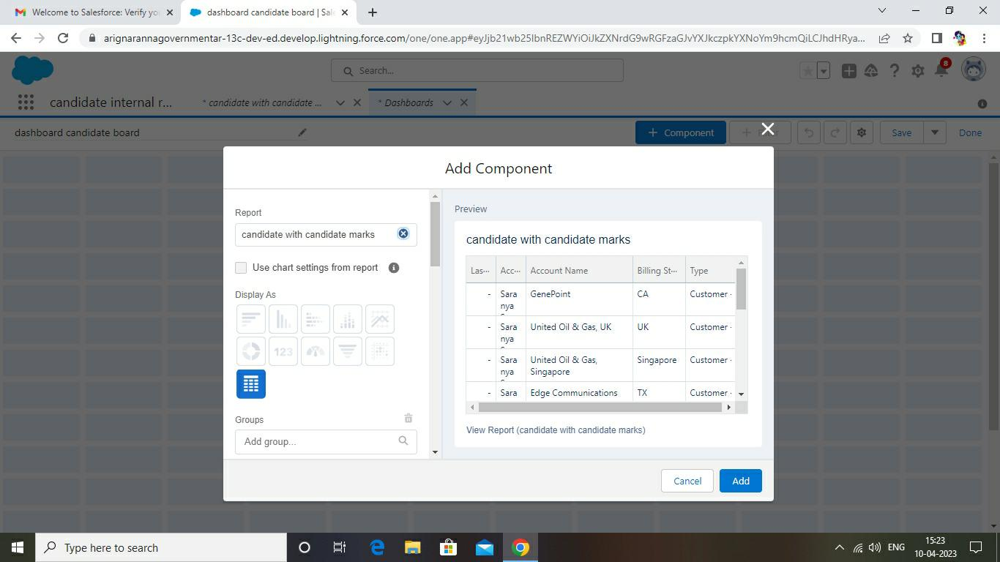 Welcome to Salesforce: Verify yo
dashboard candidate board | Sale
arignarannagovernmentar-13c-dev-ed.develop.lightning.force.com/one/one.app#eyJjb21wb25lbnREZWYiOiJkZXNrdG9wRGFzaGJvYXJkczpkYXNoYm9hcmQiLCJhdHRya...
Search...
8
candidate internal r...
* candidate with candidate ...
* Dashboards
dashboard candidate board
+ Component
+
Save
Done
Add Component
Report
candidate with candidate marks
Use chart settings from report
Display As
123
Groups
Add group...
Preview
candidate with candidate marks
Las... Acc... Account Name Billing St... Type
- Sara nya GenePoint CA Customer -
- Sara nya United Oil & Gas, UK UK Customer -
- Sara nya United Oil & Gas, Singapore Singapore Customer -
- Sara Edge Communications TX Customer -
View Report (candidate with candidate marks)
Cancel
Add
Type here to search
ENG
15:23
10-04-2023